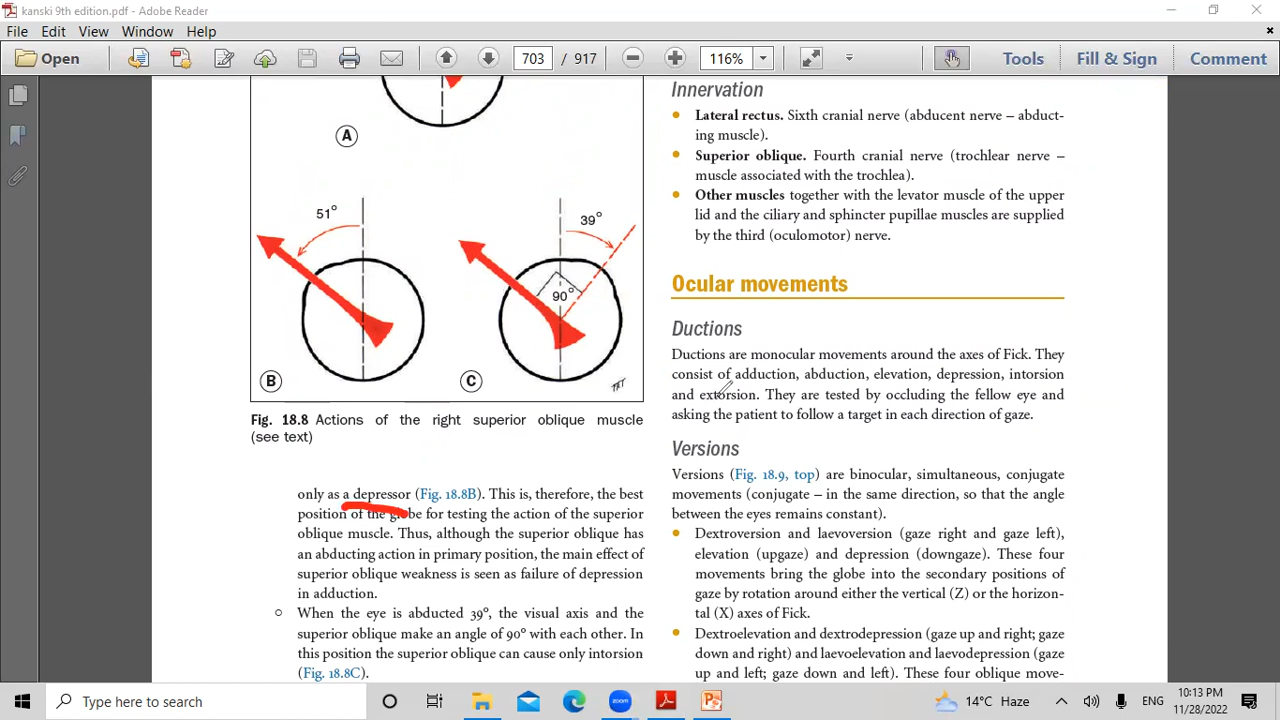 kanski 9th edition.pdf - Adobe Reader
File Edit View Window Help
Open 703 / 917 116% Tools Fill & Sign Comment
A
51°
39°
90°
B
C
Fig. 18.8 Actions of the right superior oblique muscle
(see text)
only as a depressor (Fig. 18.8B). This is, therefore, the best
position of the globe for testing the action of the superior
oblique muscle. Thus, although the superior oblique has
an abducting action in primary position, the main effect of
superior oblique weakness is seen as failure of depression
in adduction.
When the eye is abducted 39°, the visual axis and the
superior oblique make an angle of 90° with each other. In
this position the superior oblique can cause only intorsion
(Fig. 18.8C).
Innervation
• Lateral rectus. Sixth cranial nerve (abducent nerve – abduct-
ing muscle).
• Superior oblique. Fourth cranial nerve (trochlear nerve –
muscle associated with the trochlea).
• Other muscles together with the levator muscle of the upper
lid and the ciliary and sphincter pupillae muscles are supplied
by the third (oculomotor) nerve.
Ocular movements
Ductions
Ductions are monocular movements around the axes of Fick. They
consist of adduction, abduction, elevation, depression, intorsion
and extorsion. They are tested by occluding the fellow eye and
asking the patient to follow a target in each direction of gaze.
Versions
Versions (Fig. 18.9, top) are binocular, simultaneous, conjugate
movements (conjugate – in the same direction, so that the angle
between the eyes remains constant).
• Dextroversion and laevoversion (gaze right and gaze left),
elevation (upgaze) and depression (downgaze). These four
movements bring the globe into the secondary positions of
gaze by rotation around either the vertical (Z) or the horizon-
tal (X) axes of Fick.
• Dextroelevation and dextrodepression (gaze up and right; gaze
down and right) and laevoelevation and laevodepression (gaze
up and left; gaze down and left). These four oblique move-
Type here to search
zoom
14°C Haze
ENG
10:13 PM
11/28/2022